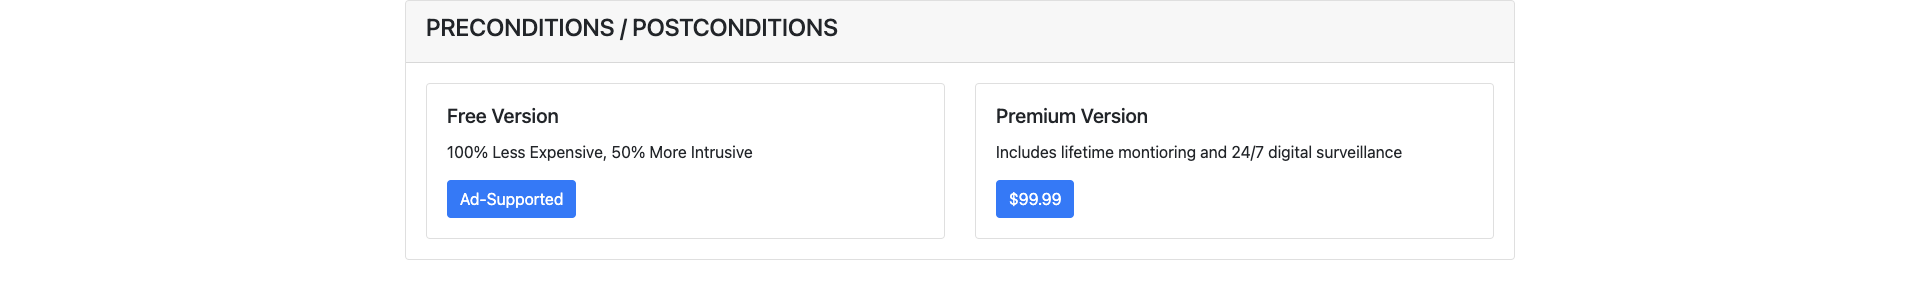 PRECONDITIONS / POSTCONDITIONS
Free Version
100% Less Expensive, 50% More Intrusive
Ad-Supported
Premium Version
Includes lifetime montioring and 24/7 digital surveillance
$99.99